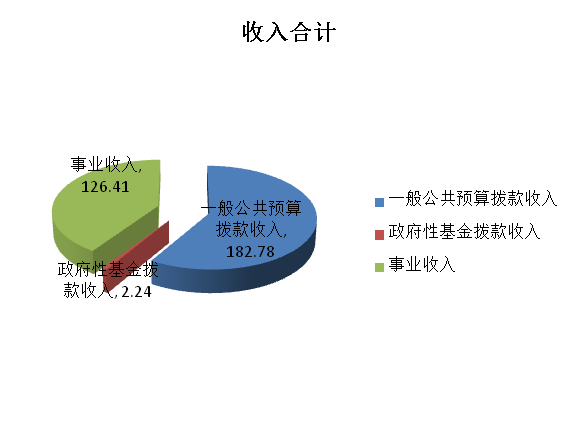 收入合计
事业收入,
126.41
一般公共预算
拨款收入,
182.78
政府性基金拨
款收入, 2.24
一般公共预算拨款收入
政府性基金拨款收入
事业收入